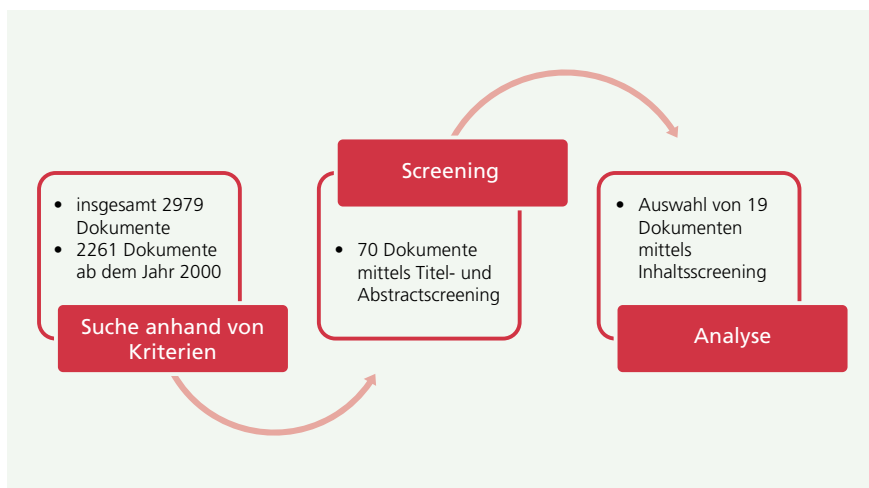 • insgesamt 2979
Dokumente
• 2261 Dokumente
ab dem Jahr 2000
Suche anhand von
Kriterien
Screening
• 70 Dokumente
mittels Titel- und
Abstractscreening
• Auswahl von 19
Dokumenten
mittels
Inhaltsscreening
Analyse